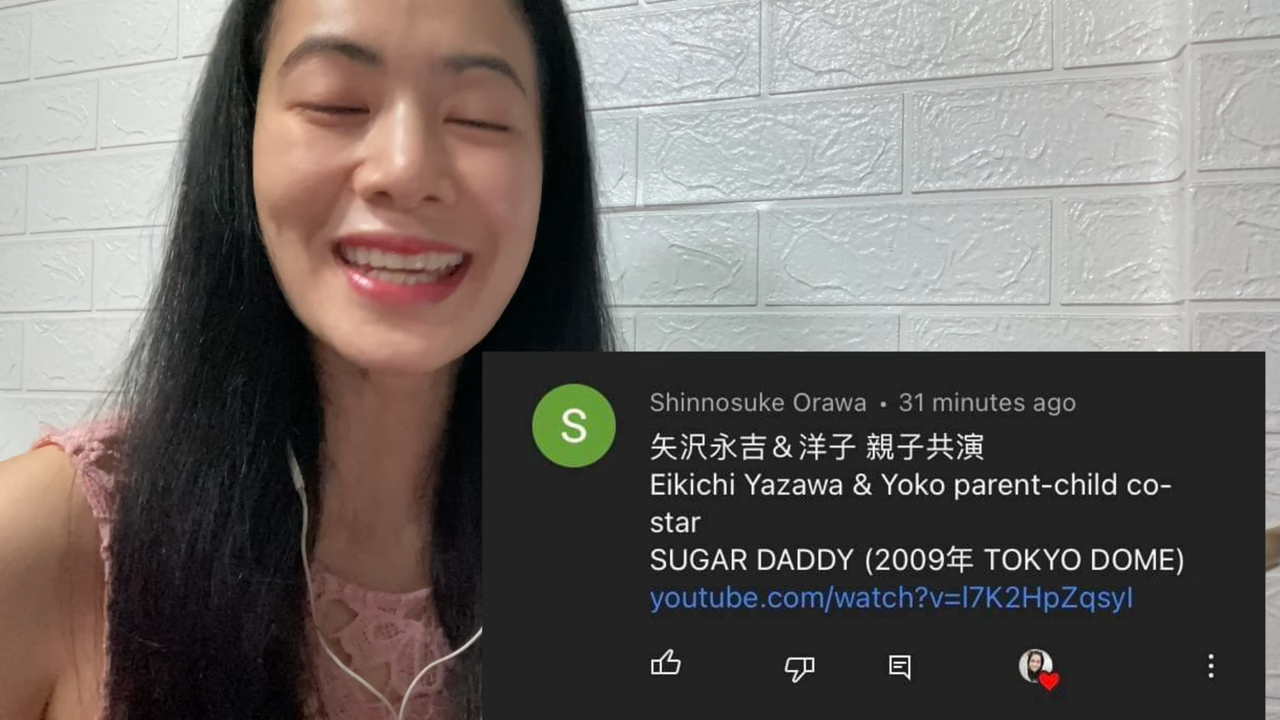 S
Shinnosuke Orawa • 31 minutes ago
矢沢永吉＆洋子 親子共演
Eikichi Yazawa & Yoko parent-child co-
star
SUGAR DADDY (2009年 TOKYO DOME)
youtube.com/watch?v=l7K2HpZqsyI